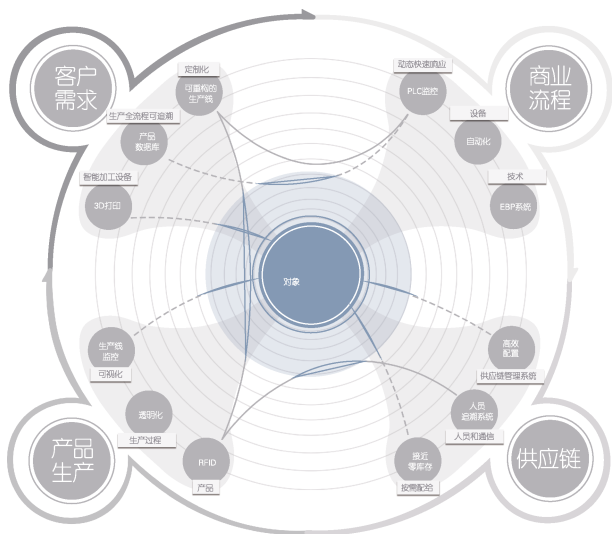 客户
需求
定制化
可重构的
生产线
生产全流程可追溯
产品
数据库
智能加工设备
3D打印
动态快速响应
PLC监控
设备
自动化
技术
EBP系统
商业
流程
对象
生产线
监控
可视化
透明化
生产过程
RFID
产品
产品
生产
高效
配置
供应链管理系统
人员
追溯系统
人员和通信
接近
零库存
按需配给
供应链